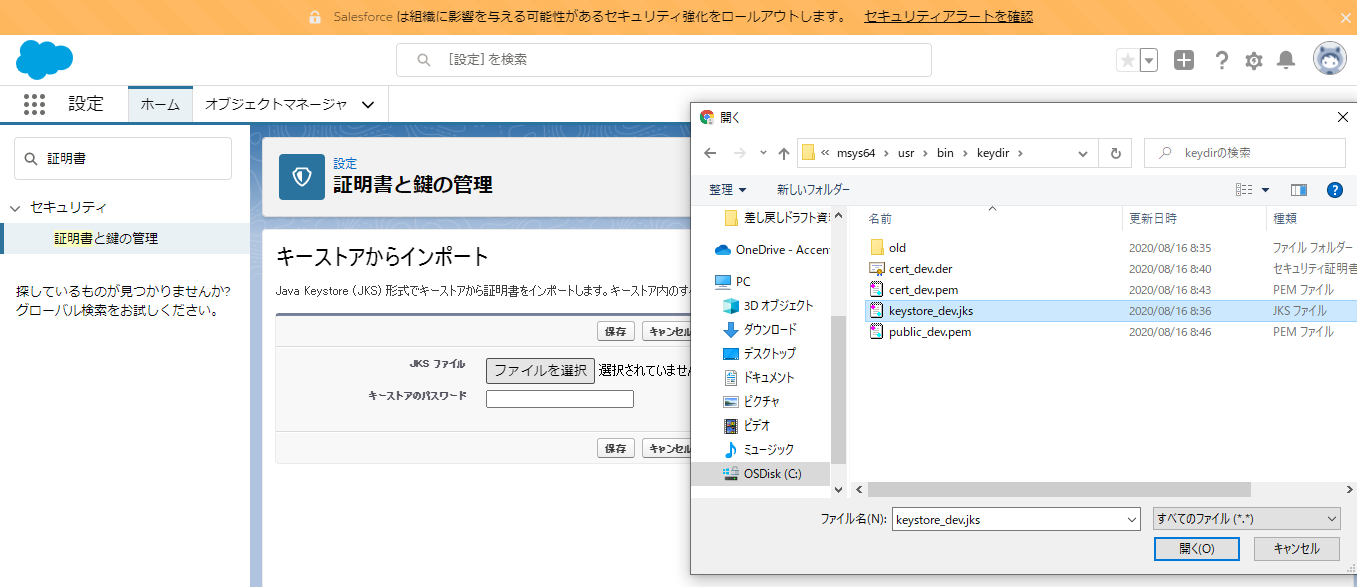 Salesforce は組織に影響を与える可能性があるセキュリティ強化をロールアウトします。 セキュリティアラートを確認
[設定] を検索
設定 ホーム オブジェクトマネージャ
証明書
セキュリティ
証明書と鍵の管理
探しているものが見つかりませんか?
グローバル検索をお試しください。
設定
証明書と鍵の管理
キーストアからインポート
Java Keystore (JKS) 形式でキーストアから証明書をインポートします。キーストア内のす
保存 キャンセル
JKS ファイル ファイルを選択 選択されていません
キーストアのパスワード
保存 キャンセル
開く
« msys64 › usr › bin › keydir › keydirの検索
整理 新しいフォルダー
差し戻しドラフト資
OneDrive - Accen
PC
3D オブジェクト
ダウンロード
デスクトップ
ドキュメント
ピクチャ
ビデオ
ミュージック
OSDisk (C:)
名前 更新日時 種類
old 2020/08/16 8:35 ファイル フォルダー
cert_dev.der 2020/08/16 8:40 セキュリティ証明書
cert_dev.pem 2020/08/16 8:43 PEM ファイル
keystore_dev.jks 2020/08/16 8:36 JKS ファイル
public_dev.pem 2020/08/16 8:46 PEM ファイル
ファイル名(N): keystore_dev.jks すべてのファイル (*.*)
開く(O) キャンセル